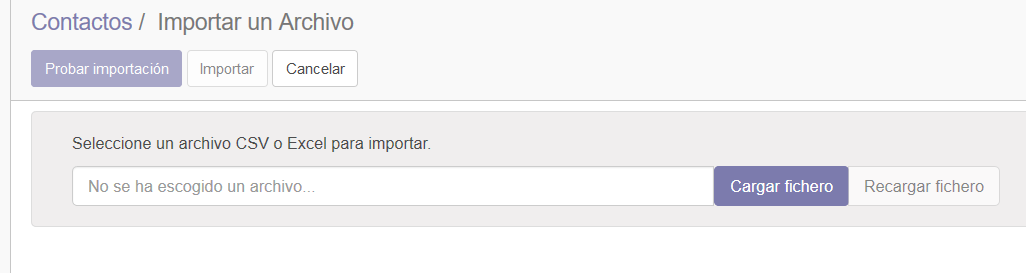 Contactos / Importar un Archivo
Probar importación Importar Cancelar
Seleccione un archivo CSV o Excel para importar.
No se ha escogido un archivo... Cargar fichero Recargar fichero